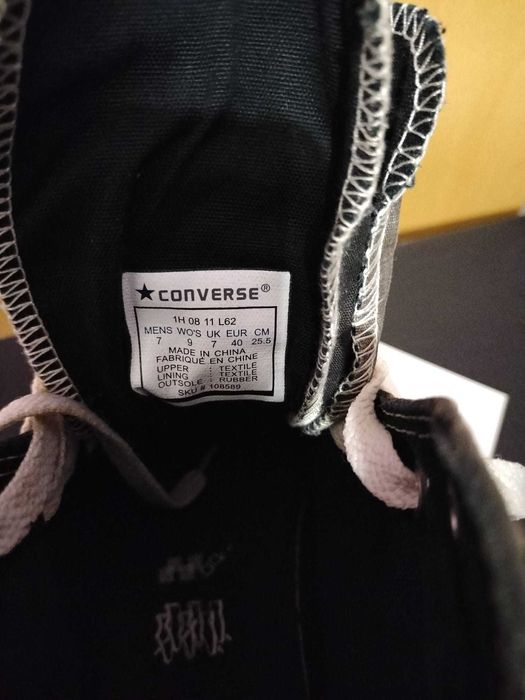 ★CONVERSE®
1H 08 11 L62
MENS WO'S UK EUR CM
7 9 7 40 25.5
MADE IN CHINA
FABRIQUÉ EN CHINE
UPPER : TEXTILE
LINING : TEXTILE
OUTSOLE : RUBBER
SKU # 108589